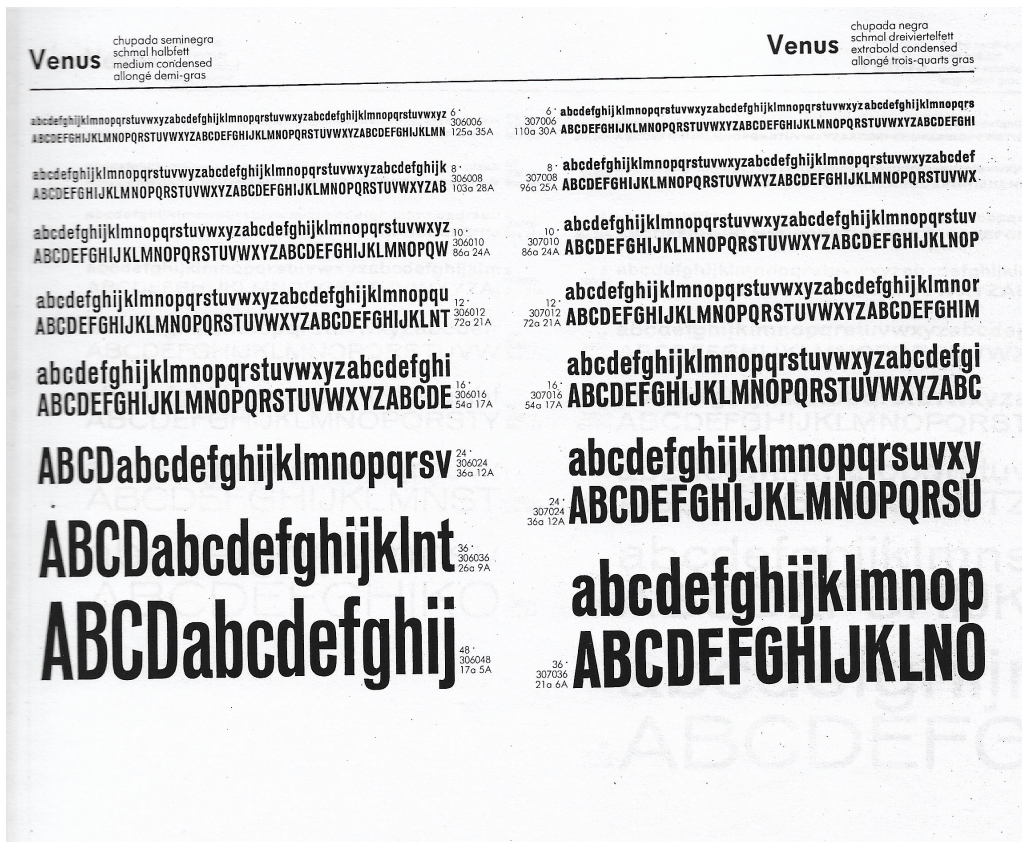 Venus
chupada seminegra
schmal halbfett
medium condensed
allongé demi-gras
abcdefghijklmnopqrstuvwxyzabcdefghijklmnopqrstuvwxyzabcdefghijklmnopqrstuvwxyz
ABCDEFGHIJKLMNOPQRSTUVWXYZABCDEFGHIJKLMNOPQRSTUVWXYZABCDEFGHIJKLMN
6·
306006
125a 35A
abcdefghijklmnopqrstuvwyzabcdefghijklmnopqrstuvwxyzabcdefghijk
ABCDEFGHIJKLMNOPQRSTUVWXYZABCDEFGHIJKLMNOPQRSTUVWXYZAB
8·
306008
103a 28A
abcdefghijklmnopqrstuvwxyzabcdefghijklmnopqrstuvwxyz
ABCDEFGHIJKLMNOPQRSTUVWXYZABCDEFGHIJKLMNOPQW
10·
306010
86a 24A
abcdefghijklmnopqrstuvwxyzabcdefghijklmnopqu
ABCDEFGHIJKLMNOPQRSTUVWXYZABCDEFGHIJKLNT
12·
306012
72a 21A
abcdefghijklmnopqrstuvwxyzabcdefghi
ABCDEFGHIJKLMNOPQRSTUVWXYZABCDE
16·
306016
54a 17A
ABCDabcdefghijklmnopqrsv
24·
306024
36a 12A
ABCDabcdefghijklnt
36·
306036
26a 9A
ABCDabcdefghij
48·
306048
17a 5A
Venus
chupada negra
schmal dreiviertelfett
extrabold condensed
allongé trois-quarts gras
6·
307006
110a 30A
abcdefghijklmnopqrstuvwxyzabcdefghijklmnopqrstuvwxyzabcdefghijklmnopqrs
ABCDEFGHIJKLMNOPQRSTUVWXYZABCDEFGHIJKLMNOPQRSTUVWXYZABCDEFGHI
8·
307008
96a 25A
abcdefghijklmnopqrstuvwxyzabcdefghijklmnopqrstuvwxyzabcdef
ABCDEFGHIJKLMNOPQRSTUVWXYZABCDEFGHIJKLMNOPQRSTUVWX
10·
307010
86a 24A
abcdefghijklmnopqrstuvwxyzabcdefghijklmnopqrstuv
ABCDEFGHIJKLMNOPQRSTUVWXYZABCDEFGHIJKLNOP
12·
307012
72a 21A
abcdefghijklmnopqrstuvwxyzabcdefghijklmnor
ABCDEFGHIJKLMNOPQRSTUVWXYZABCDEFGHIM
16·
307016
54a 17A
abcdefghijklmnopqrstuvwxyzabcdefgi
ABCDEFGHIJKLMNOPQRSTUVWXYZABC
24·
307024
36a 12A
abcdefghijklmnopqrsuvxy
ABCDEFGHIJKLMNOPQRSU
36·
307036
21a 6A
abcdefghijklmnop
ABCDEFGHIJKLNO